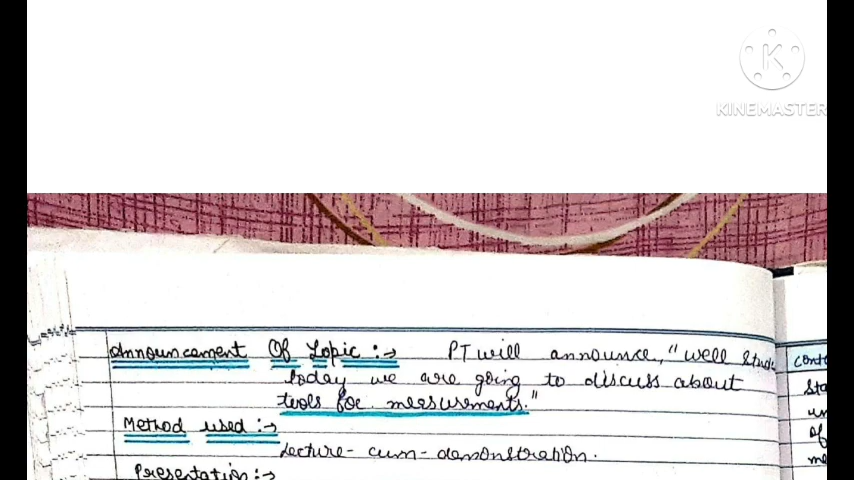 K
KINEMASTER
Announcement Of Topic :→ PT will announce, "well
today we are going to discuss about
tools for measurements."
Method used :→
Lecture - cum - demonstration.
Presentation :→